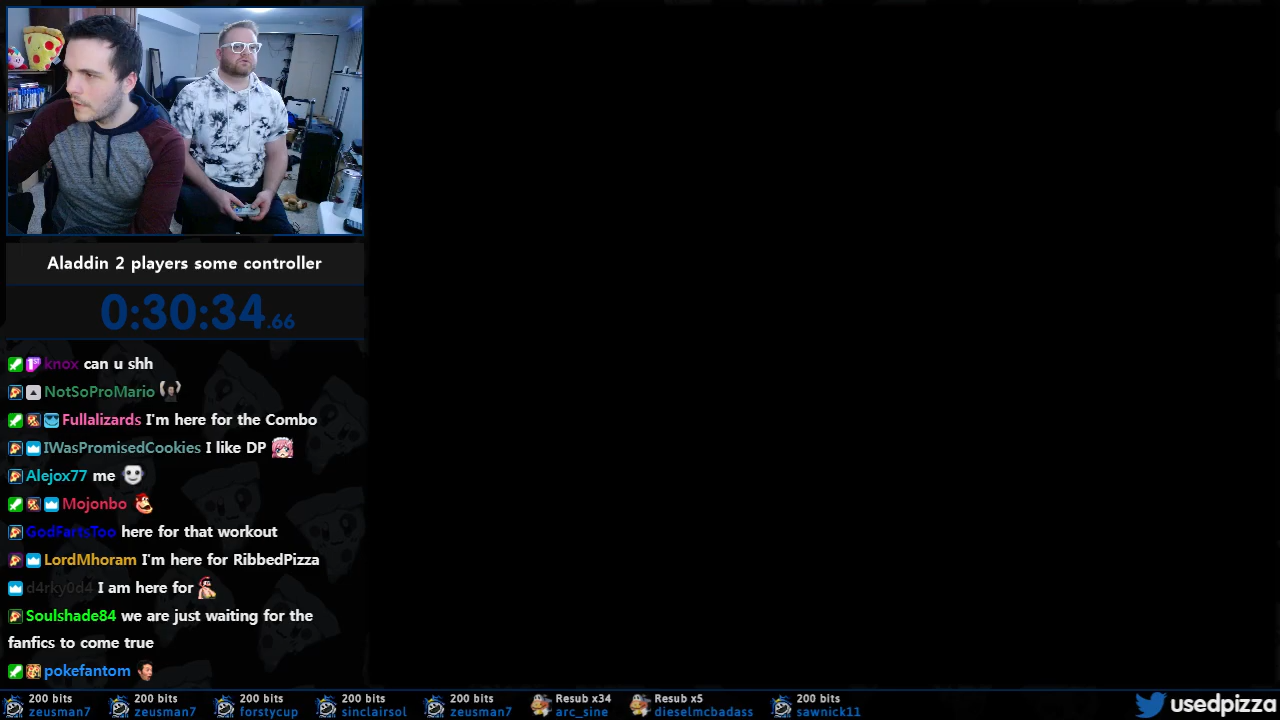 Aladdin 2 players some controller
0:30:34.66
knox can u shh
NotSoProMario
Fullalizards I'm here for the Combo
IWasPromisedCookies I like DP
Alejox77 me
Mojonbo
GodFartsToo here for that workout
LordMhoram I'm here for RibbedPizza
d4rky0d4 I am here for
Soulshade84 we are just waiting for the
fanfics to come true
pokefantom
200 bits
zeusman7
200 bits
zeusman7
200 bits
forstycup
200 bits
sinclairsol
200 bits
zeusman7
Resub x34
arc_sine
Resub x5
dieselmcbadass
200 bits
sawnick11
usedpizza